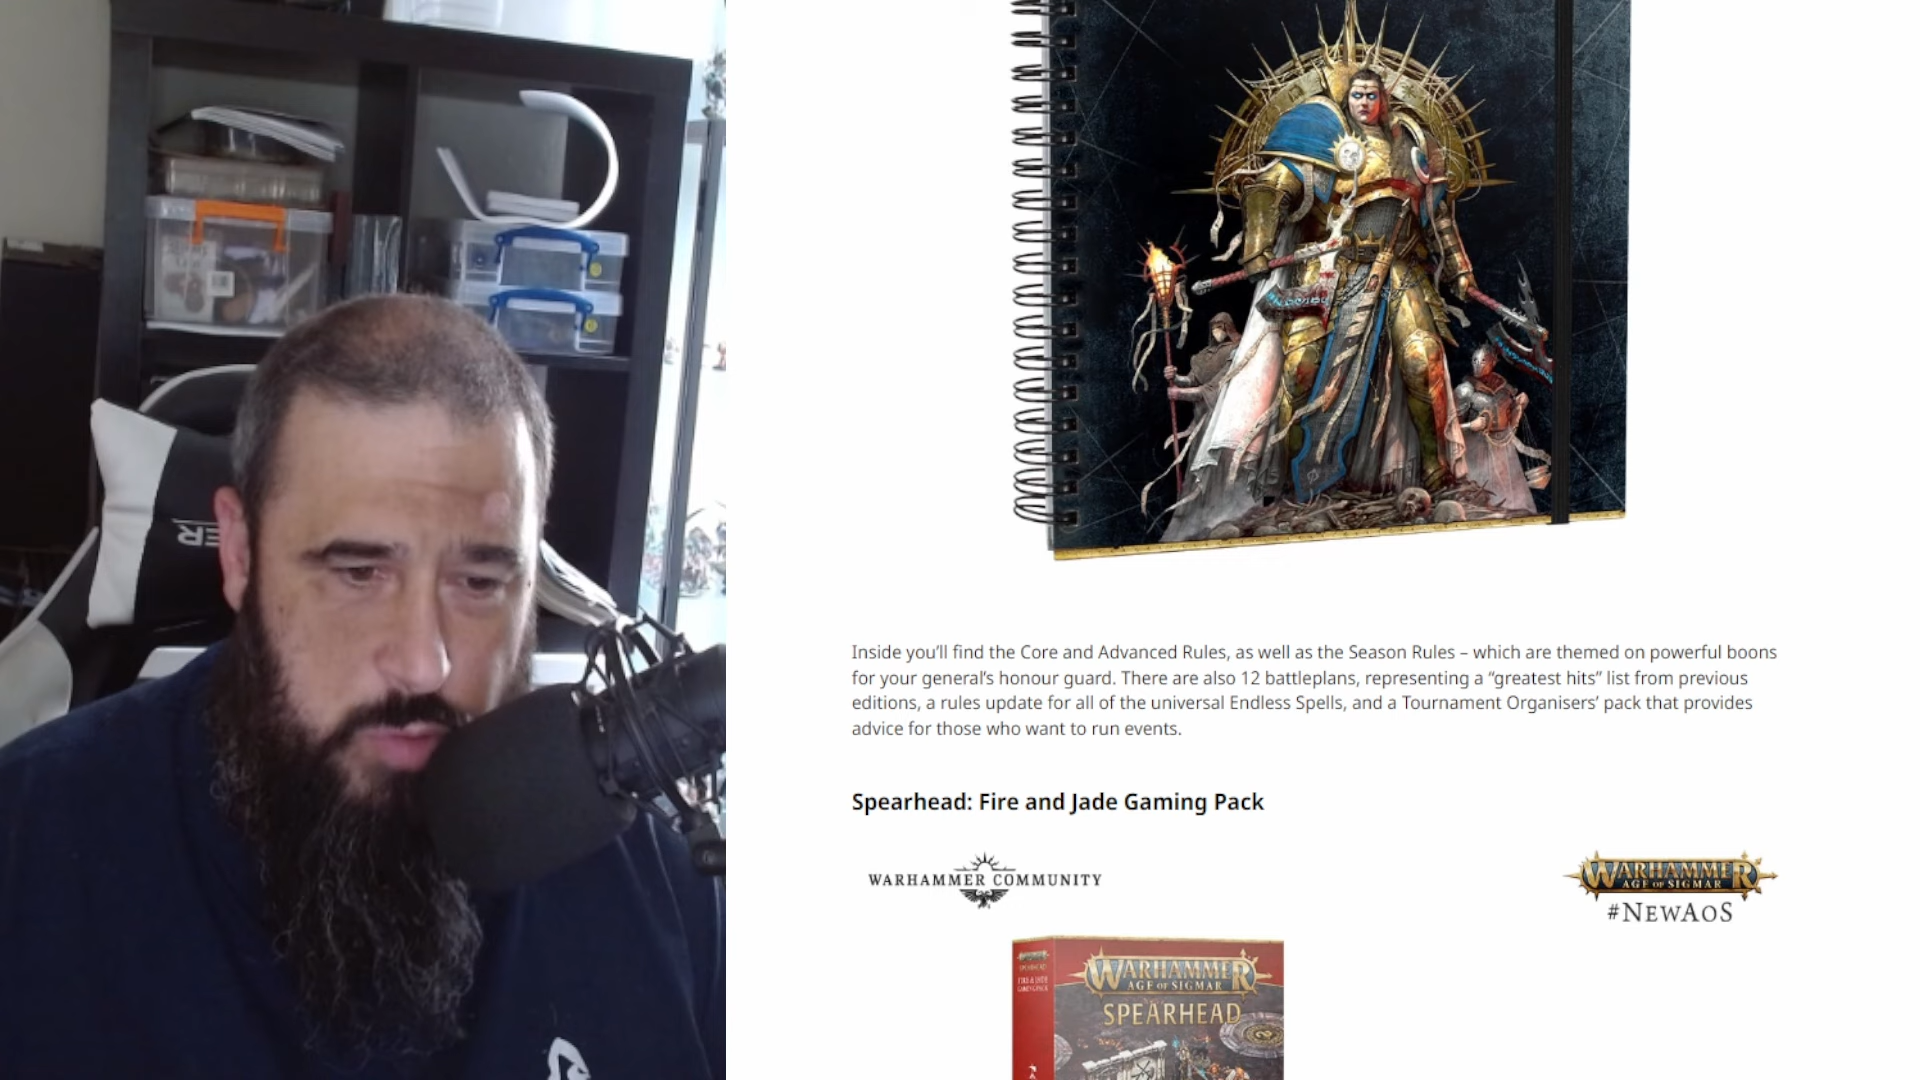 Inside you’ll find the Core and Advanced Rules, as well as the Season Rules – which are themed on powerful boons
for your general’s honour guard. There are also 12 battleplans, representing a “greatest hits” list from previous
editions, a rules update for all of the universal Endless Spells, and a Tournament Organisers’ pack that provides
advice for those who want to run events.
Spearhead: Fire and Jade Gaming Pack
WARHAMMER COMMUNITY
WARHAMMER
AGE OF SIGMAR
#NEWAOS
WARHAMMER
AGE OF SIGMAR
SPEARHEAD